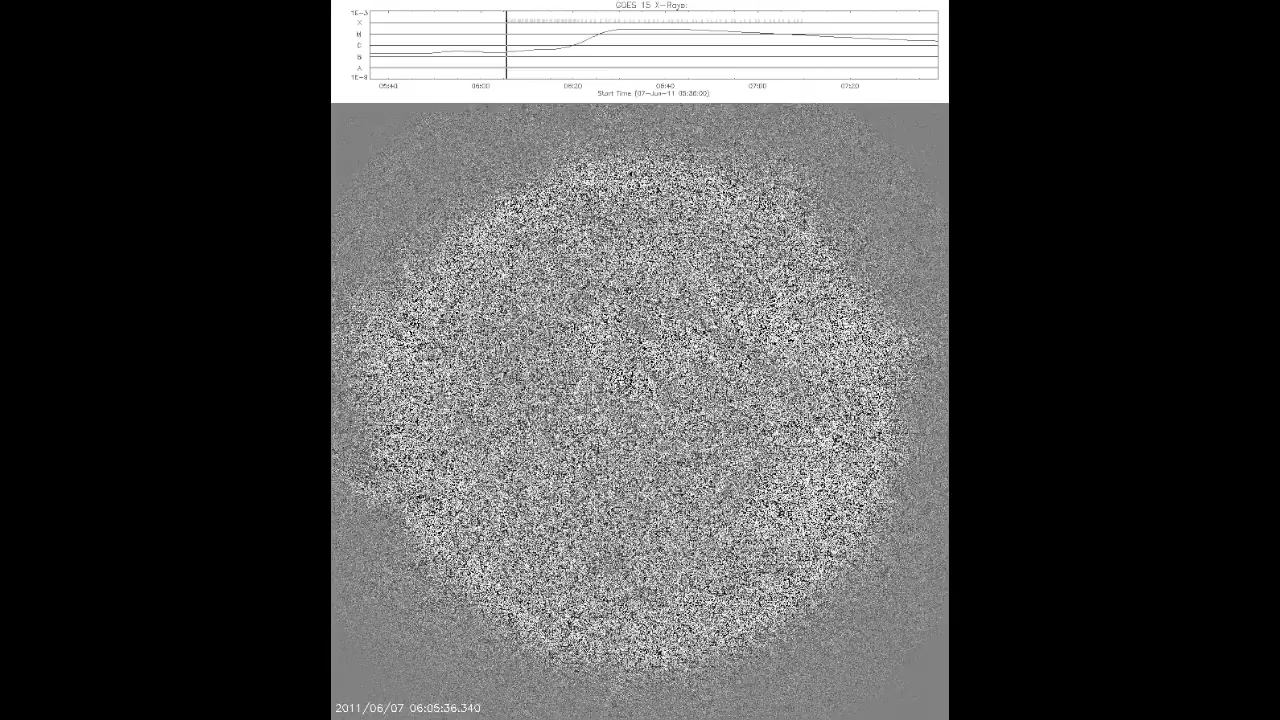 GOES 15 X-Rays:
1E-3
X
M
C
B
A
1E-9
05:40 06:00 06:20 06:40 07:00 07:20
Start Time (07-Jun-11 05:36:00)
2011/06/07 06:05:36.340